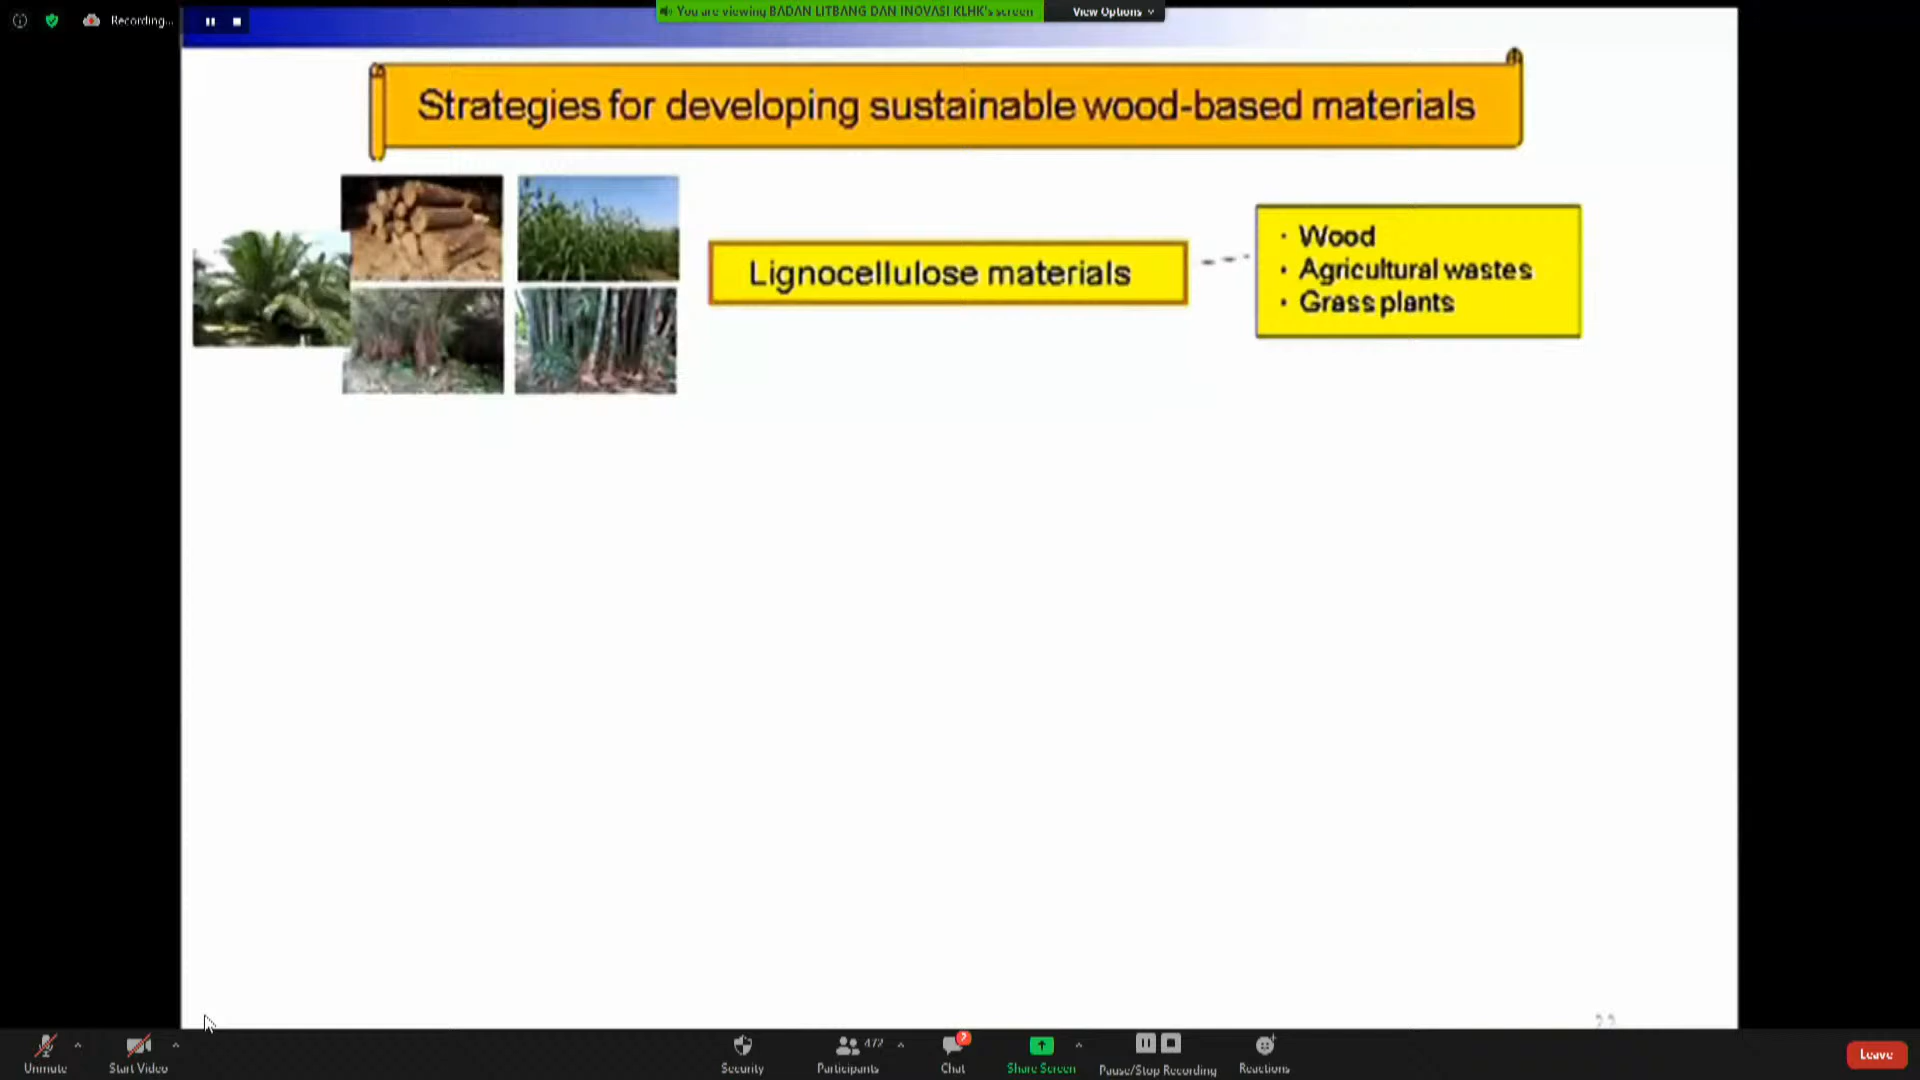 Recording...
You are viewing BADAN LITBANG DAN INOVASI KLHK's screen
View Options
Strategies for developing sustainable wood-based materials
Lignocellulose materials
· Wood
· Agricultural wastes
· Grass plants
Unmute
Start Video
Security
Participants
472
Chat
Share Screen
Pause/Stop Recording
Reactions
Leave